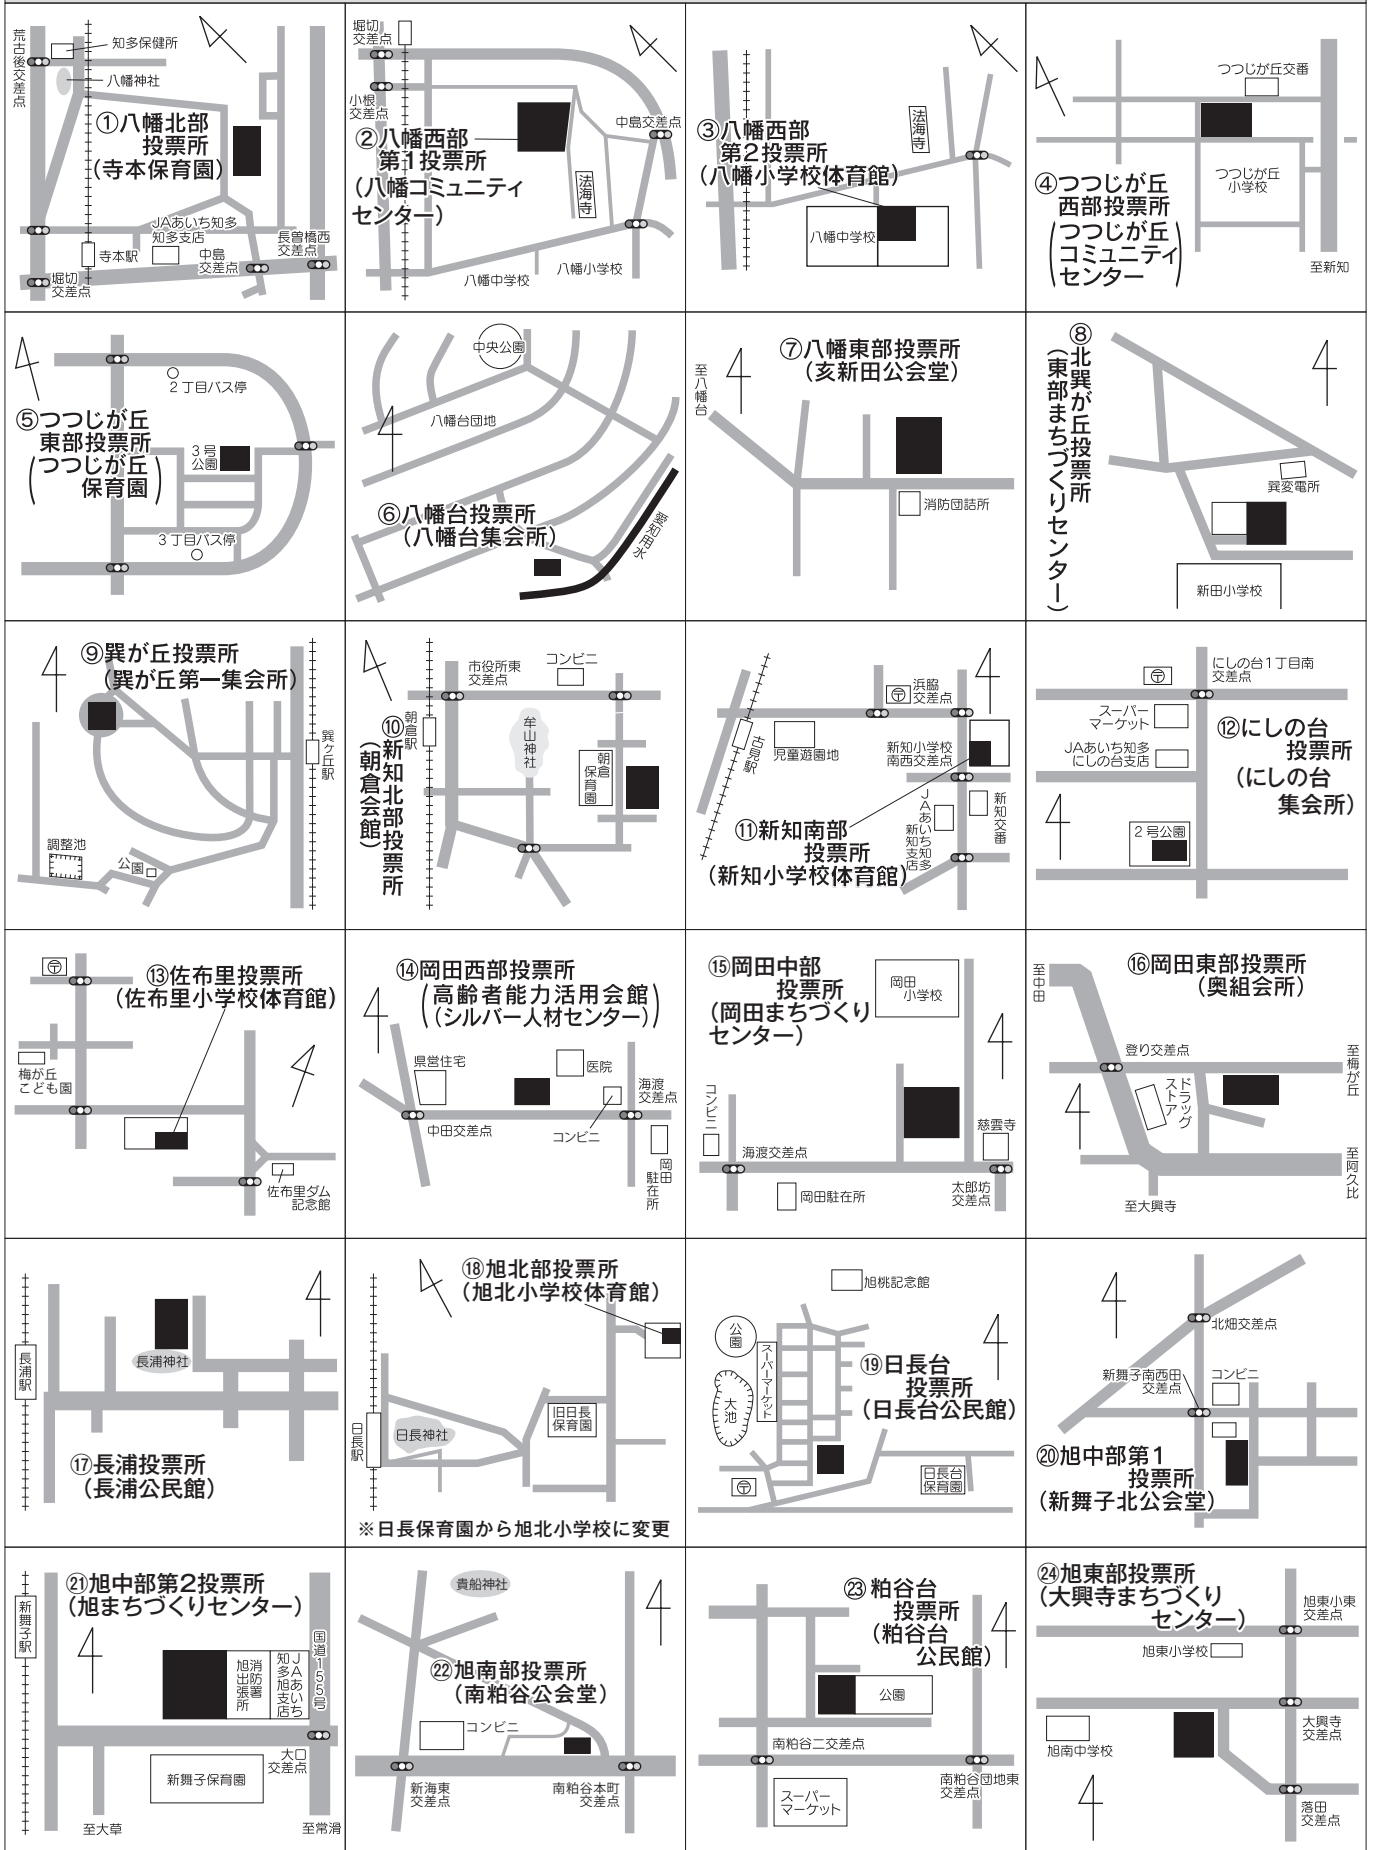 荒古後交差点
知多保健所
八幡神社
①八幡北部
投票所
(寺本保育園)
JAあいち知多
知多支店
寺本駅
中島
交差点
長曽橋西
交差点
堀切
交差点
堀切
交差点
小根
交差点
②八幡西部
第1投票所
(八幡コミュニティ
センター)
中島交差点
法海寺
八幡小学校
八幡中学校
③八幡西部
第2投票所
(八幡小学校体育館)
法海寺
八幡中学校
つつじが丘交番
④つつじが丘
西部投票所
(つつじが丘
コミュニティ
センター)
つつじが丘
小学校
至新知
2丁目バス停
⑤つつじが丘
東部投票所
(つつじが丘
保育園)
3号
公園
3丁目バス停
中央公園
八幡台団地
⑥八幡台投票所
(八幡台集会所)
愛知用水
⑦八幡東部投票所
(亥新田公会堂)
至八幡台
消防団詰所
⑧北巽が丘投票所
(東部まちづくりセンター)
巽変電所
新田小学校
⑨巽が丘投票所
(巽が丘第一集会所)
巽ヶ丘駅
調整池
公園
市役所東
交差点
コンビニ
⑩新知北部投票所
(朝倉会館)
朝倉駅
牟山神社
朝倉
保育園
浜脇
交差点
〒
古見駅
児童遊園地
新知小学校
南西交差点
⑪新知南部
投票所
(新知小学校体育館)
JAあいち知多
新知支店
新知交番
〒
にしの台1丁目南
交差点
スーパー
マーケット
JAあいち知多
にしの台支店
⑫にしの台
投票所
(にしの台
集会所)
2号公園
〒
⑬佐布里投票所
(佐布里小学校体育館)
梅が丘
こども園
佐布里ダム
記念館
⑭岡田西部投票所
(高齢者能力活用会館)
(シルバー人材センター)
県営住宅
医院
海渡
交差点
中田交差点
コンビニ
岡田
駐在所
⑮岡田中部
投票所
(岡田まちづくり
センター)
岡田
小学校
コンビニ
海渡交差点
慈雲寺
岡田駐在所
太郎坊
交差点
至中田
⑯岡田東部投票所
(奥組会所)
登り交差点
至梅が丘
ドラッグ
ストア
至阿久比
至大興寺
長浦駅
長浦神社
⑰長浦投票所
(長浦公民館)
⑱旭北部投票所
(旭北小学校体育館)
日長駅
日長神社
旧日長
保育園
※日長保育園から旭北小学校に変更
旭桃記念館
公園
スーパーマーケット
大池
⑲日長台
投票所
(日長台公民館)
〒
日長台
保育園
北畑交差点
新舞子南西田
交差点
コンビニ
⑳旭中部第1
投票所
(新舞子北公会堂)
新舞子駅
㉑旭中部第2投票所
(旭まちづくりセンター)
消防署
旭出張所
JAあいち
知多旭支店
国道155号
大口
交差点
新舞子保育園
至大草
至常滑
貴船神社
㉒旭南部投票所
(南粕谷公会堂)
コンビニ
新海東
交差点
南粕谷本町
交差点
㉓粕谷台
投票所
(粕谷台
公民館)
公園
南粕谷二交差点
スーパー
マーケット
南粕谷団地東
交差点
㉔旭東部投票所
(大興寺まちづくり
センター)
旭東小東
交差点
旭東小学校
旭南中学校
大興寺
交差点
落田
交差点